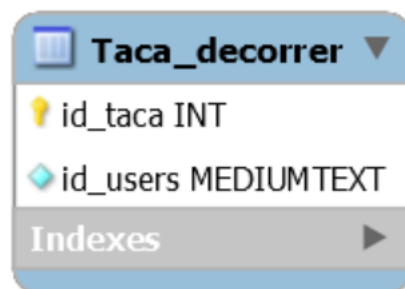 Taca_decorrer
id_taca INT
id_users MEDIUMTEXT
Indexes